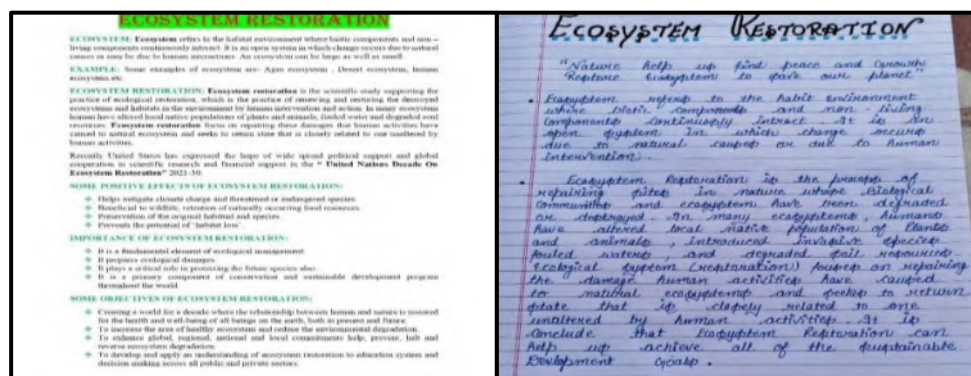 ECOSYSTEM RESTORATION
ECOSYSTEM: Ecosystem refers to the habitat environment where biotic components and non –
living components continuously interact. It is an open system in which change occurs due to natural
causes or may be due to human interactions. An ecosystem can be huge as well as small.
EXAMPLE: Some examples of ecosystem are- Agro ecosystem , Desert ecosystem, human
ecosystem etc.
ECOSYSTEM RESTORATION: Ecosystem restoration is the scientific study supporting the
practice of ecological restoration, which is the practice of renewing and restoring the destroyed
ecosystems and habitats in the environment by human intervention and action. In many ecosystem
human have altered local native populations of plants and animals, fouled water and degraded soil
resources. Ecosystem restoration focus on repairing these damages that human activities have
caused to natural ecosystem and seeks to return state that is closely related to one unaltered by
human activities.
Recently United States has expressed the hope of wide spread political support and global
cooperation in scientific research and financial support in the " United Nations Decade On
Ecosystem Restoration" 2021-30.
SOME POSITIVE EFFECTS OF ECOSYSTEM RESTORATION:
Helps mitigate climate change and threatened or endangered species.
Beneficial to wildlife, retention of naturally occurring food resources.
Preservation of the original habitat and species.
Prevents the potential of 'habitat loss'.
IMPORTANCE OF ECOSYSTEM RESTORATION:
It is a fundamental element of ecological management.
It prepares ecological damages.
It plays a critical role in protecting the future species also.
It is a primary component of conservation and sustainable development program
throughout the world.
SOME OBJECTIVES OF ECOSYSTEM RESTORATION:
Creating a world for a decade where the relationship between human and nature is restored
for the health and well-being of all beings on the earth, both in present and future.
To increase the area of healthy ecosystem and reduce the environmental degradation.
To enhance global, regional, national and local commitments help, prevent, halt and
reverse ecosystem degradation.
To develop and apply an understanding of ecosystem restoration to education system and
decision making across all public and private sectors.
ECOSYSTEM RESTORATION
"Nature help us find peace and Growth
Restore Ecosystem to save our planet"
Ecosystem refers to the habit environment
where biotic components and non living
Components continuously intract. It is an
open system in which change occurs
due to natural causes or due to human
intervention.
Ecosystem Restoration is the process of
repairing sites in nature whose Biological
Communities and ecosystem have been degraded
or destroyed. In many ecosystems, humans
have altered local native population of Plants
and animals, introduced invasive species
fouled waters, and degraded soil resources
Ecological system (restoration) focuses on repairing
the damage human activities have caused
to natural ecosystems and seeks to return
state that is closely related to one
unaltered by human activities. It is
Conclude that Ecosystem Restoration can
help us achieve all of the sustainable
Development Goals.